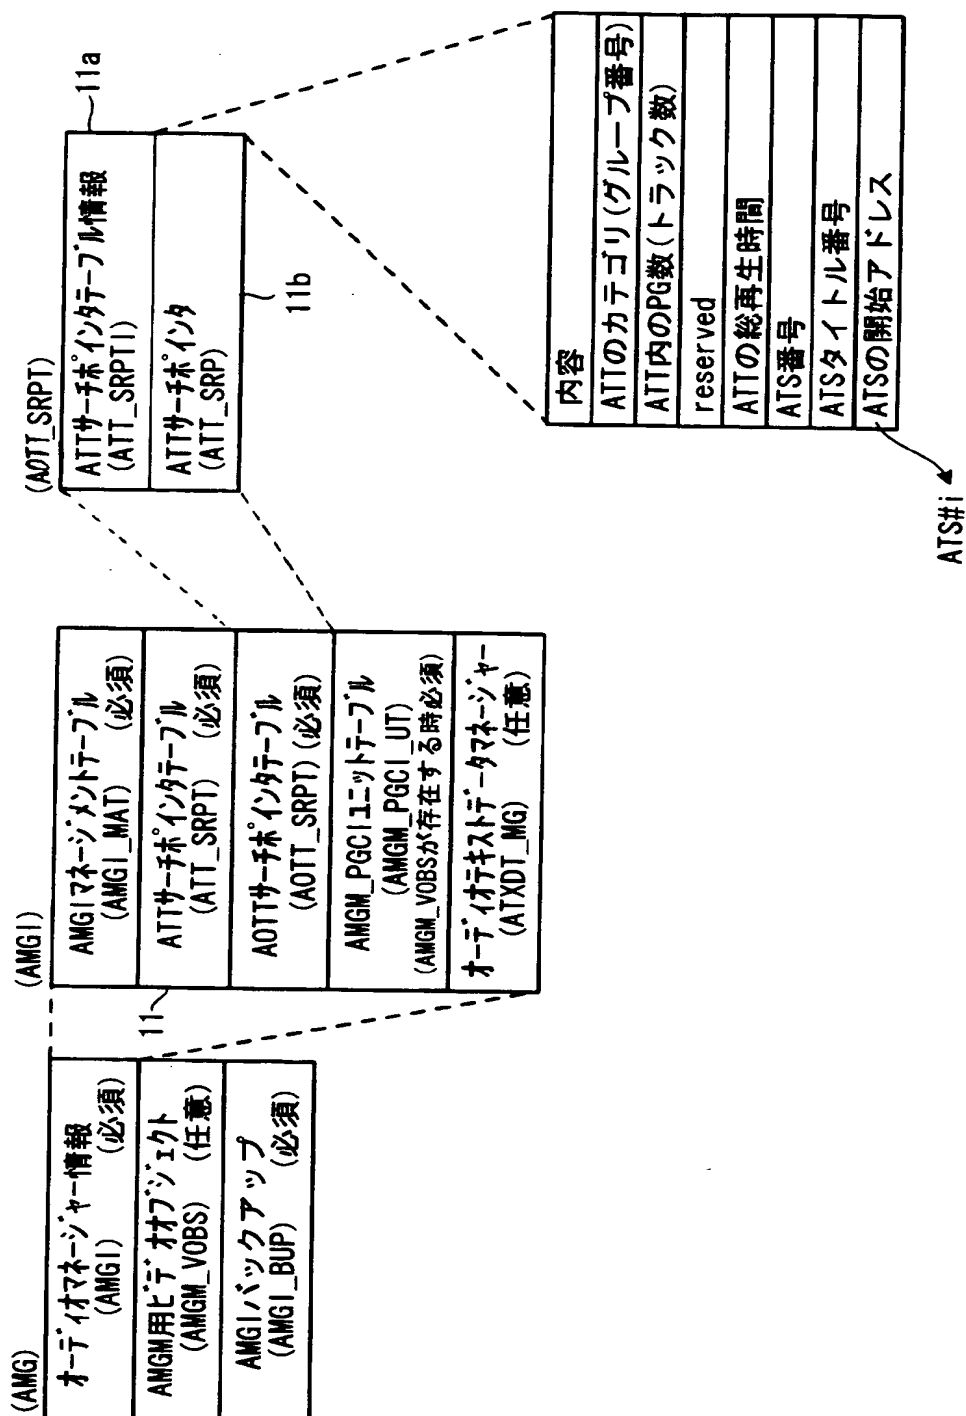 (AMG)
オーディオマネージャー情報
(AMGI) (必須)
AMGM用ビデオオブジェクト
(AMGM_VOBS) (任意)
AMGIバックアップ
(AMGI_BUP) (必須)
(AMGI)
AMGIマネージメントテーブル
(AMGI_MAT) (必須)
ATTサーチポインタテーブル
(ATT_SRPT) (必須)
AOTTサーチポインタテーブル
(AOTT_SRPT) (必須)
AMGM_PGCIユニットテーブル
(AMGM_PGCI_UT)
(AMGM_VOBSが存在する時必須)
オーディオテキストデータマネージャー
(ATXDT_MG) (任意)
11
(AOTT_SRPT)
ATTサーチポインタテーブル情報
(ATT_SRPTI)
ATTサーチポインタ
(ATT_SRP)
11a
11b
内容
ATTのカテゴリ(グループ番号)
ATT内のPG数(トラック数)
reserved
ATTの総再生時間
ATS番号
ATSタイトル番号
ATSの開始アドレス
ATS#i